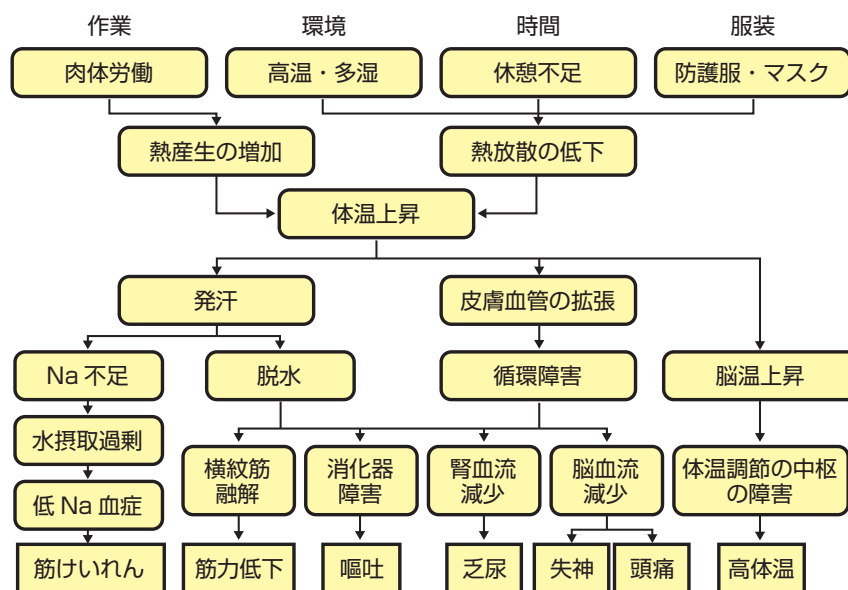 作業
環境
時間
服装
肉体労働
高温・多湿
休憩不足
防護服・マスク
熱産生の増加
熱放散の低下
体温上昇
発汗
皮膚血管の拡張
Na 不足
脱水
循環障害
脳温上昇
水摂取過剰
横紋筋
融解
消化器
障害
腎血流
減少
脳血流
減少
体温調節の中枢
の障害
低 Na 血症
筋けいれん
筋力低下
嘔吐
乏尿
失神
頭痛
高体温